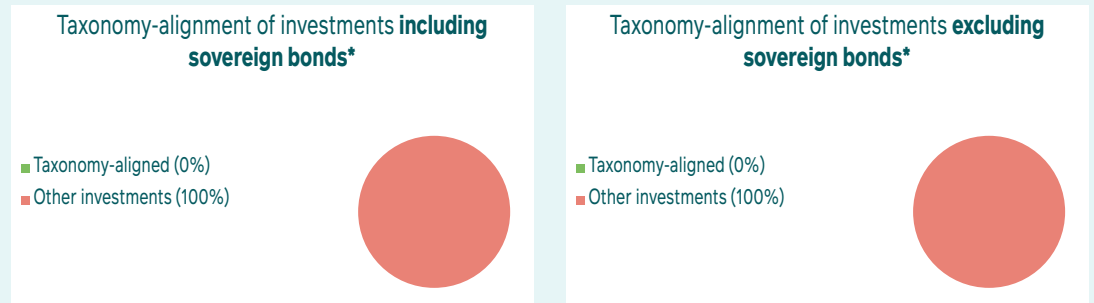 Taxonomy-alignment of investments including
sovereign bonds*
Taxonomy-aligned (0%)
Other investments (100%)
Taxonomy-alignment of investments excluding
sovereign bonds*
Taxonomy-aligned (0%)
Other investments (100%)